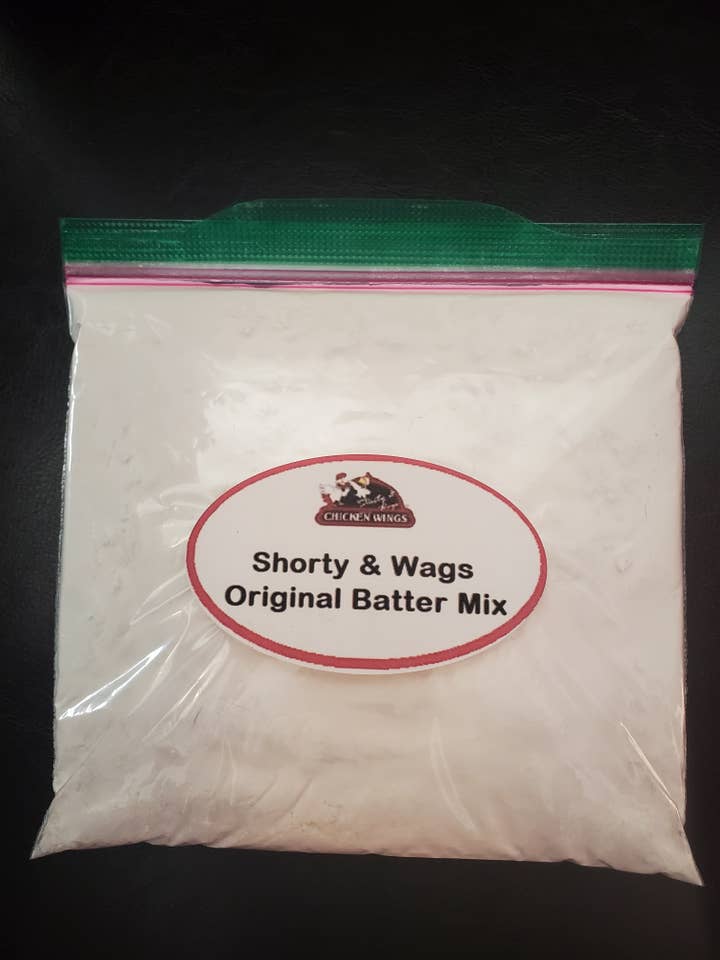 CHICKEN WINGS
Shorty & Wags
Original Batter Mix